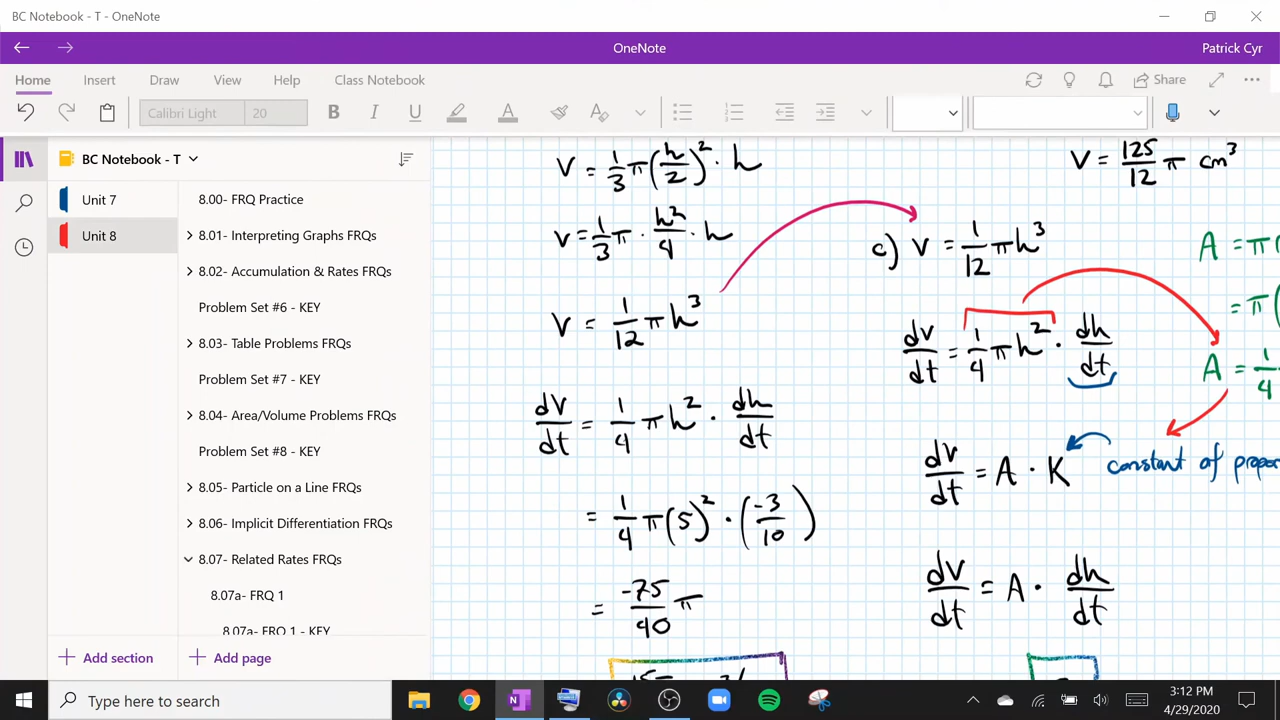 BC Notebook - T - OneNote
OneNote
Patrick Cyr
Home Insert Draw View Help Class Notebook
Share
Calibri Light 20 B I U A
BC Notebook - T
Unit 7
Unit 8
8.00- FRQ Practice
8.01- Interpreting Graphs FRQs
8.02- Accumulation & Rates FRQs
Problem Set #6 - KEY
8.03- Table Problems FRQs
Problem Set #7 - KEY
8.04- Area/Volume Problems FRQs
Problem Set #8 - KEY
8.05- Particle on a Line FRQs
8.06- Implicit Differentiation FRQs
8.07- Related Rates FRQs
8.07a- FRQ 1
8.07a- FRQ 1 - KEY
Add section
Add page
V = 1/3 π (h/2)² · h
V = 1/3 π · h²/4 · h
V = 1/12 π h³
dV/dt = 1/4 π h² · dh/dt
= 1/4 π (5)² · (-3/10)
= -75/40 π
V = 125/12 π cm³
c) V = 1/12 π h³
dV/dt = 1/4 π h² · dh/dt
dV/dt = A · K
constant of
dV/dt = A · dh/dt
A = π
= π
A = 1/4
Type here to search
3:12 PM
4/29/2020